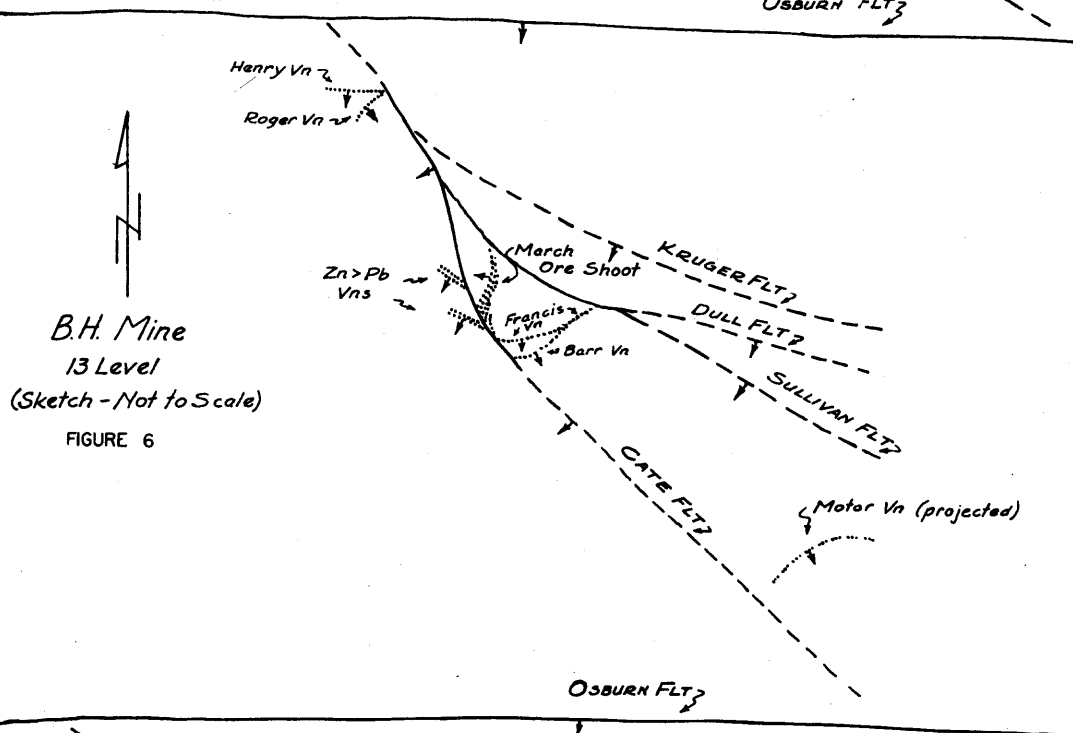 OSBURN FLT
Henry Vn
Roger Vn
March
Ore Shoot
KRUGER FLT
Zn>Pb
Vns
Francis
Vn
DULL FLT
Barr Vn
B.H. Mine
13 Level
(Sketch - Not to Scale)
FIGURE 6
SULLIVAN FLT
CATE FLT
Motor Vn (projected)
OSBURN FLT